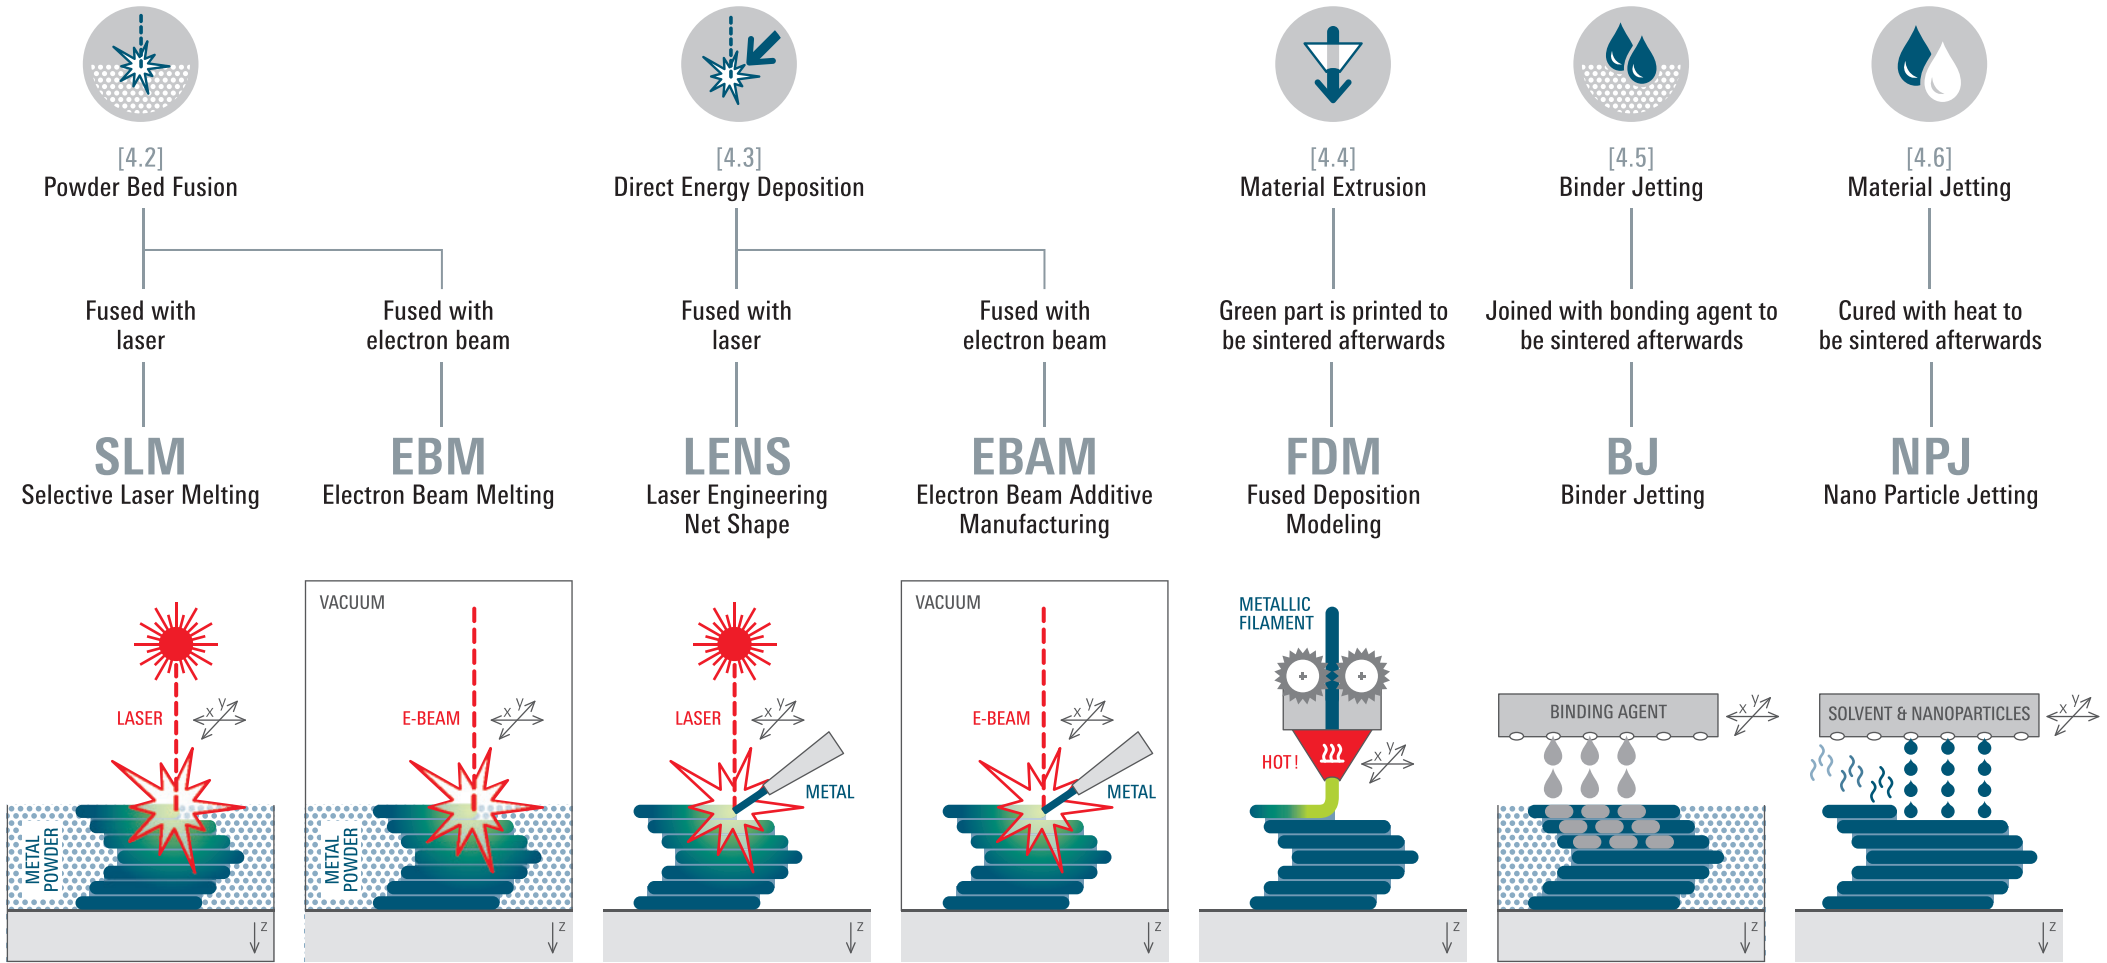 [4.2]
Powder Bed Fusion
[4.3]
Direct Energy Deposition
[4.4]
Material Extrusion
[4.5]
Binder Jetting
[4.6]
Material Jetting
Fused with
laser
Fused with
electron beam
Fused with
laser
Fused with
electron beam
Green part is printed to
be sintered afterwards
Joined with bonding agent to
be sintered afterwards
Cured with heat to
be sintered afterwards
SLM
Selective Laser Melting
EBM
Electron Beam Melting
LENS
Laser Engineering
Net Shape
EBAM
Electron Beam Additive
Manufacturing
FDM
Fused Deposition
Modeling
BJ
Binder Jetting
NPJ
Nano Particle Jetting
LASER
x y
METAL
POWDER
z
VACUUM
E-BEAM
x y
METAL
POWDER
z
LASER
x y
METAL
z
VACUUM
E-BEAM
x y
METAL
z
METALLIC
FILAMENT
HOT!
x y
z
BINDING AGENT
x y
z
SOLVENT & NANOPARTICLES
x y
z